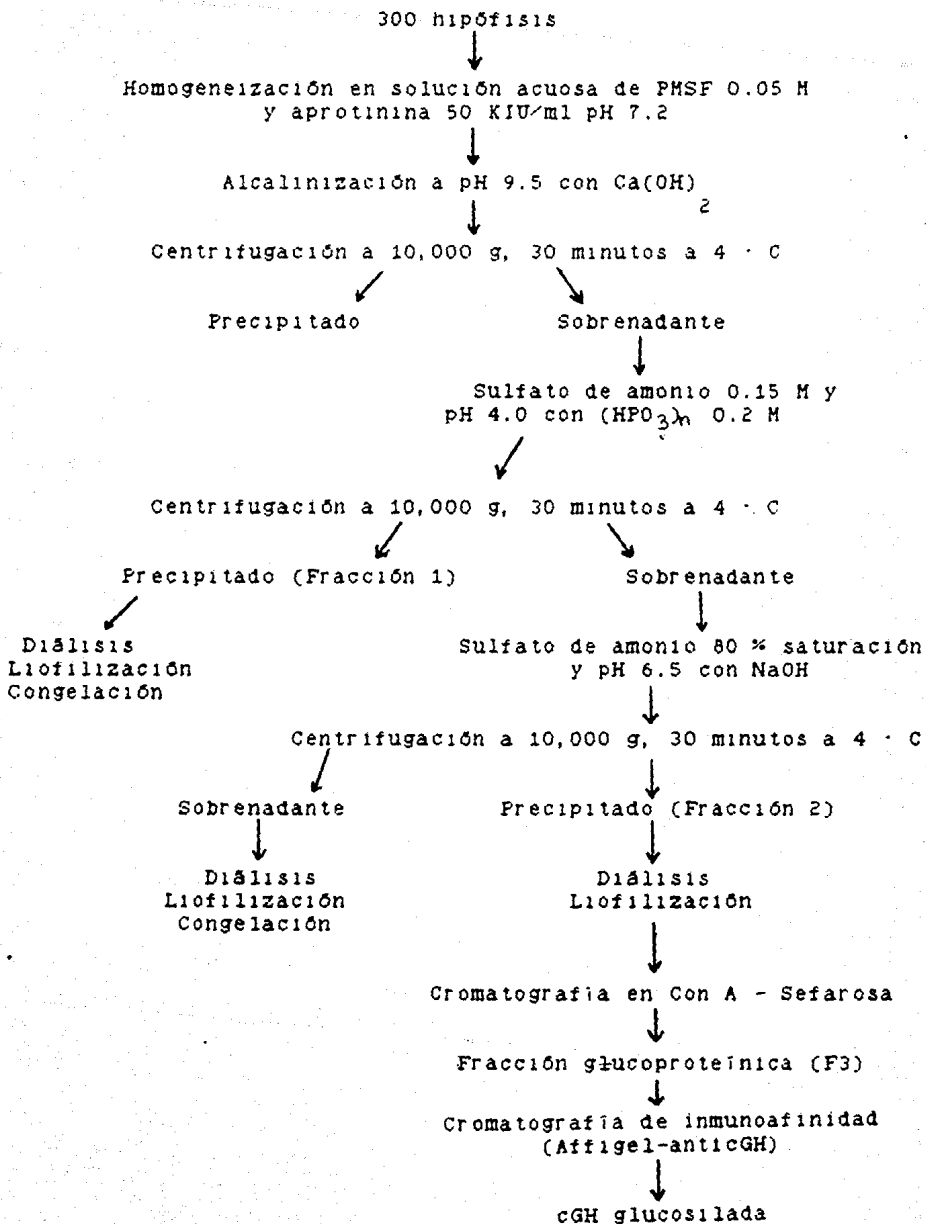 300 hipófisis
Homogeneización en solución acuosa de PMSF 0.05 M
y aprotinina 50 KIU/ml pH 7.2
Alcalinización a pH 9.5 con Ca(OH)2
Centrifugación a 10,000 g, 30 minutos a 4 · C
Precipitado Sobrenadante
Sulfato de amonio 0.15 M y
pH 4.0 con (HPO3)n 0.2 M
Centrifugación a 10,000 g, 30 minutos a 4 · C
Precipitado (Fracción 1) Sobrenadante
Diálisis
Liofilización
Congelación
Sulfato de amonio 80 % saturación
y pH 6.5 con NaOH
Centrifugación a 10,000 g, 30 minutos a 4 · C
Sobrenadante Precipitado (Fracción 2)
Diálisis
Liofilización
Congelación
Diálisis
Liofilización
Cromatografía en Con A - Sefarosa
Fracción glucoproteínica (F3)
Cromatografía de inmunoafinidad
(Affigel-anticGH)
cGH glucosilada